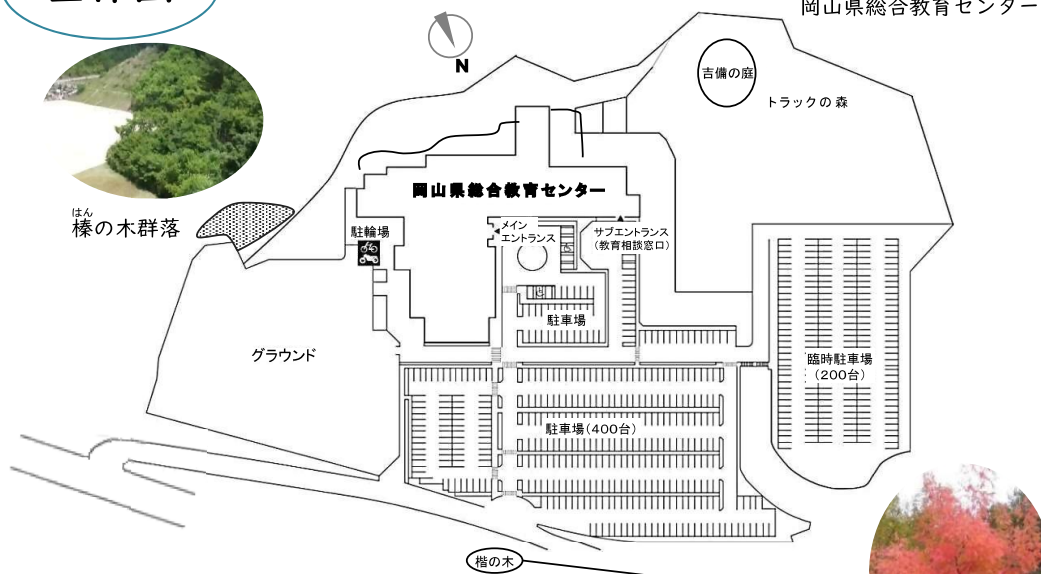 岡山県総合教育センター
N
吉備の庭
トラックの森
岡山県総合教育センター
はん
榛の木群落
駐輪場
メイン
エントランス
サブエントランス
(教育相談窓口)
駐車場
グラウンド
臨時駐車場
(200台)
駐車場(400台)
楷の木